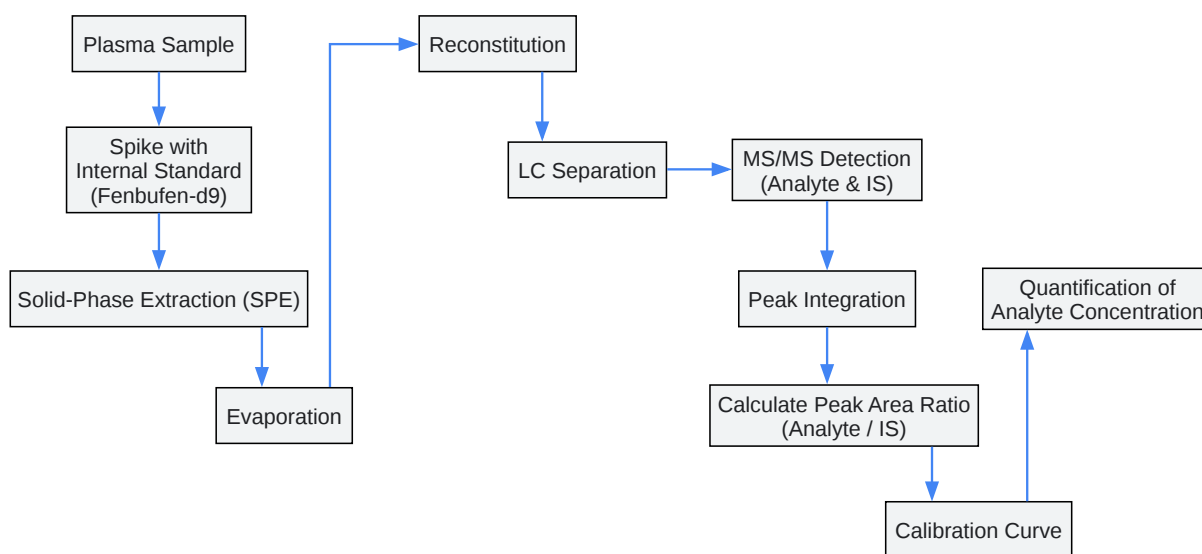 Plasma Sample
Spike with
Internal Standard
(Fenbufen-d9)
Solid-Phase Extraction (SPE)
Evaporation
Reconstitution
LC Separation
MS/MS Detection
(Analyte & IS)
Peak Integration
Calculate Peak Area Ratio
(Analyte / IS)
Calibration Curve
Quantification of
Analyte Concentration